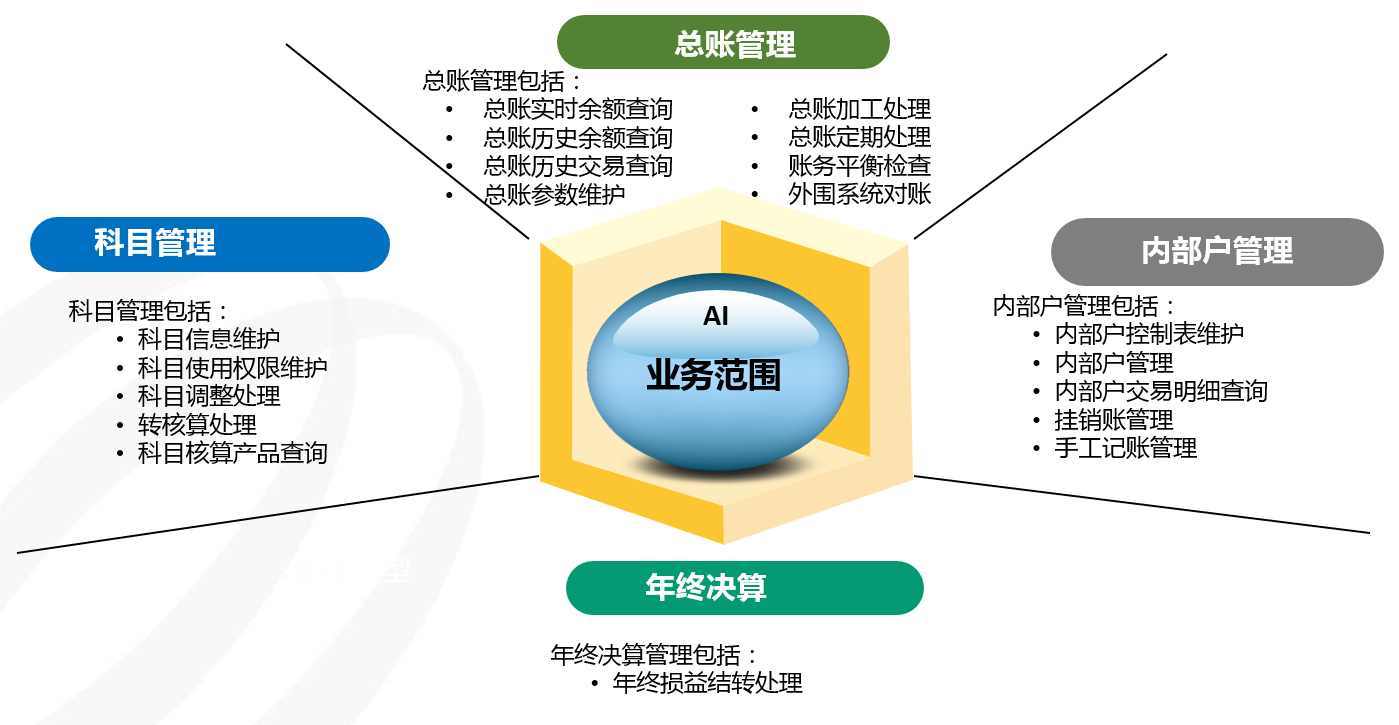 总账管理
总账管理包括：
• 总账实时余额查询
• 总账历史余额查询
• 总账历史交易查询
• 总账参数维护
• 总账加工处理
• 总账定期处理
• 账务平衡检查
• 外围系统对账
科目管理
科目管理包括：
• 科目信息维护
• 科目使用权限维护
• 科目调整处理
• 转核算处理
• 科目核算产品查询
AI
业务范围
内部户管理
内部户管理包括：
• 内部户控制表维护
• 内部户管理
• 内部户交易明细查询
• 挂销账管理
• 手工记账管理
型
年终决算
年终决算管理包括：
• 年终损益结转处理